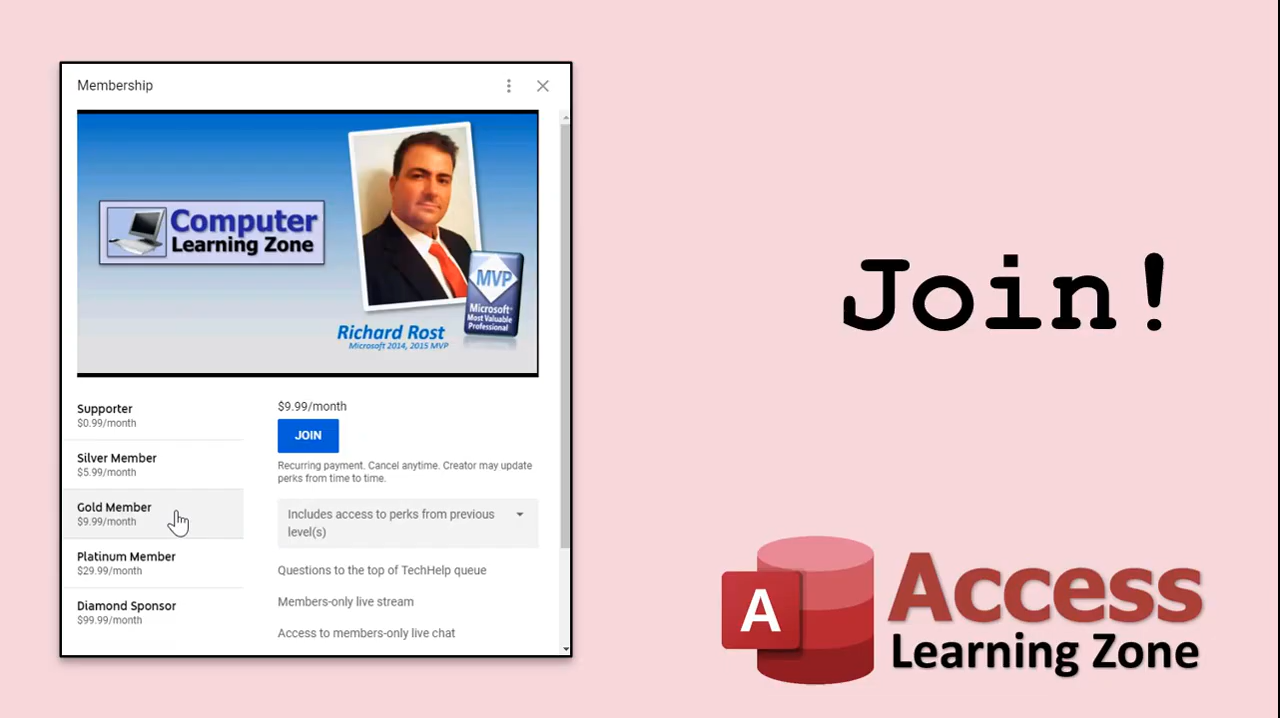 Membership
Computer
Learning Zone
MVP
Microsoft®
Most Valuable
Professional
Richard Rost
Microsoft 2014, 2015 MVP
Supporter
$0.99/month
Silver Member
$5.99/month
Gold Member
$9.99/month
Platinum Member
$29.99/month
Diamond Sponsor
$99.99/month
$9.99/month
JOIN
Recurring payment. Cancel anytime. Creator may update
perks from time to time.
Includes access to perks from previous
level(s)
Questions to the top of TechHelp queue
Members-only live stream
Access to members-only live chat
Join!
A
Access
Learning Zone